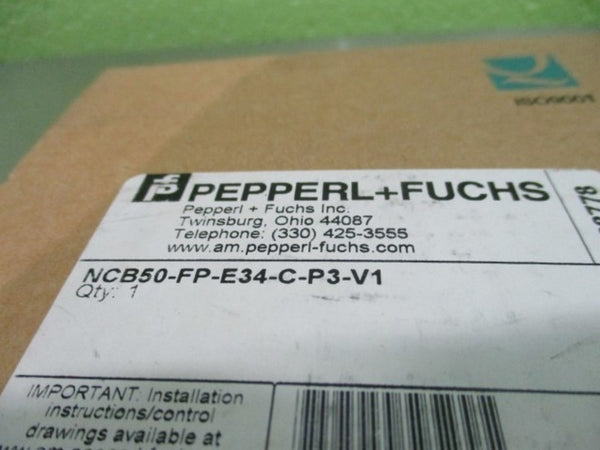 ISO9001
PEPPERL+FUCHS
Pepperl + Fuchs Inc.
Twinsburg, Ohio 44087
Telephone: (330) 425-3555
www.am.pepperl-fuchs.com
NCB50-FP-E34-C-P3-V1
Qty: 1
IMPORTANT: Installation
instructions/control
drawings available at